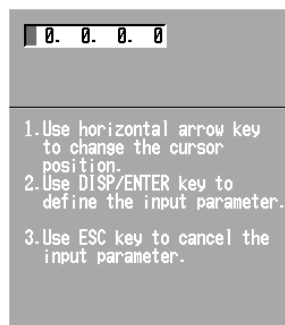 0. 0. 0. 0
1.Use horizontal arrow key
to change the cursor
position.
2.Use DISP/ENTER key to
define the input parameter.
3.Use ESC key to cancel the
input parameter.